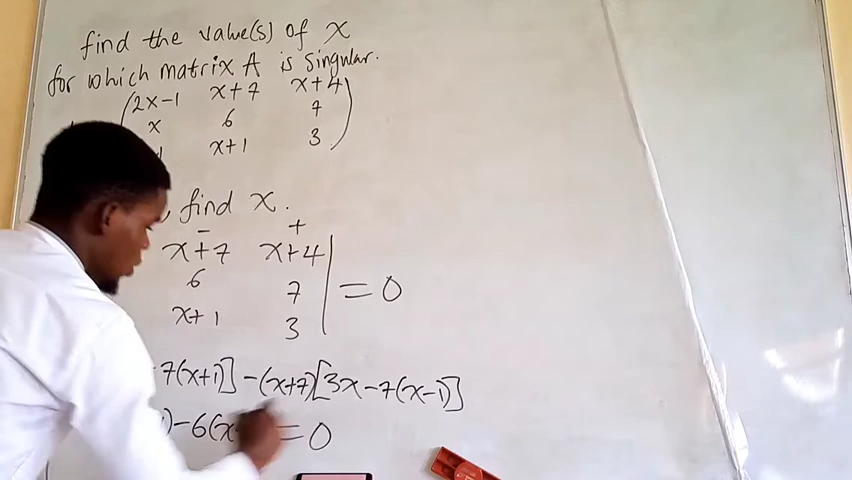 find the value(s) of x
for which matrix A is singular.
2x-1 x+7 x+4
x 6 7
x+1 3
find x.
- +
x+7 x+4
6 7 = 0
x+1 3
7(x+1)] -(x+7)[3x-7(x-1)]
)-6(x = 0